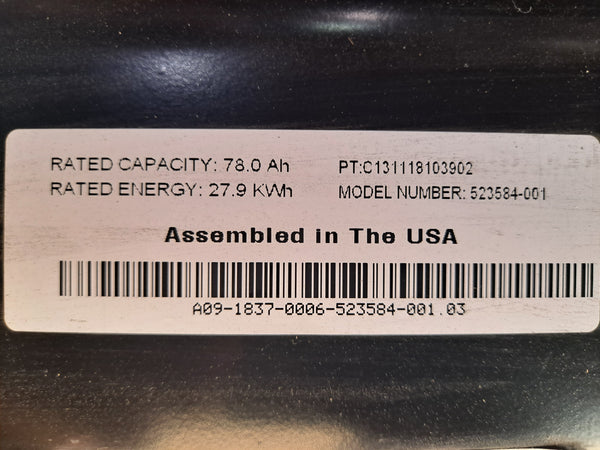 RATED CAPACITY: 78.0 Ah
PT:C131118103902
RATED ENERGY: 27.9 KWh
MODEL NUMBER: 523584-001
Assembled in The USA
A09-1837-0006-523584-001.03